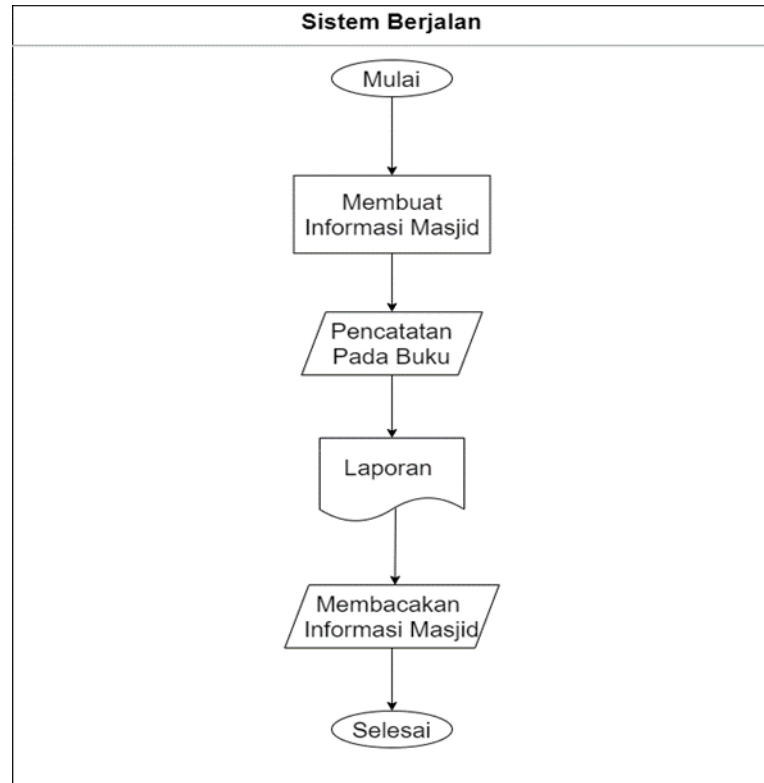 Sistem Berjalan
Mulai
Membuat
Informasi Masjid
Pencatatan
Pada Buku
Laporan
Membacakan
Informasi Masjid
Selesai